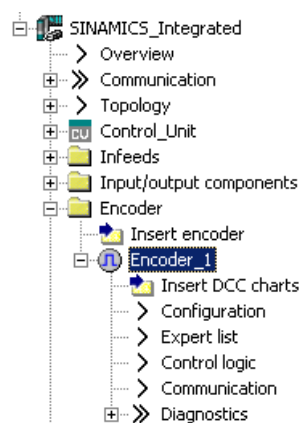 SINAMICS_Integrated
Overview
Communication
Topology
CU Control_Unit
Infeeds
Input/output components
Encoder
Insert encoder
Encoder_1
Insert DCC charts
Configuration
Expert list
Control logic
Communication
Diagnostics